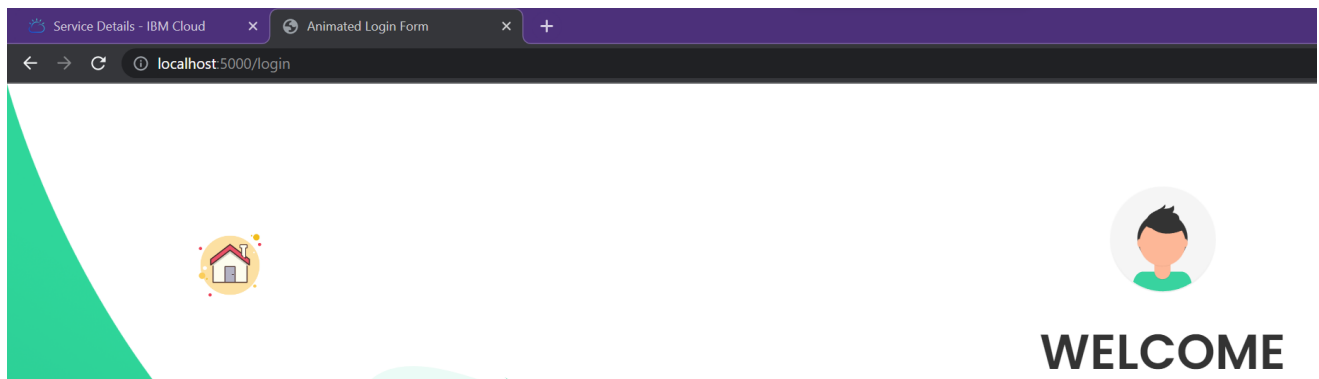 Service Details - IBM Cloud
Animated Login Form
localhost:5000/login
WELCOME